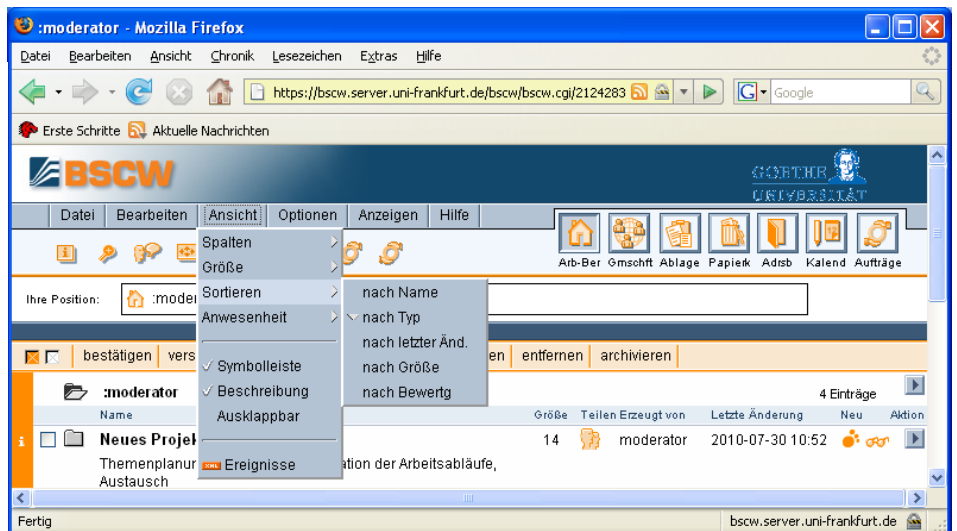 :moderator - Mozilla Firefox
Datei Bearbeiten Ansicht Chronik Lesezeichen Extras Hilfe
https://bscw.server.uni-frankfurt.de/bscw/bscw.cgi/2124283 G Google
Erste Schritte Aktuelle Nachrichten
BSCW
GOETHE
UNIVERSITÄT
Datei Bearbeiten Ansicht Optionen Anzeigen Hilfe
Arb-Ber Gmschft Ablage Papierk Adrsb Kalend Aufträge
Spalten
Größe
Sortieren
Anwesenheit
Symbolleiste
Beschreibung
Ausklappbar
XML Ereignisse
nach Name
nach Typ
nach letzter Änd.
nach Größe
nach Bewertg
Ihre Position: :moder
bestätigen vers en entfernen archivieren
:moderator 4 Einträge
Name Größe Teilen Erzeugt von Letzte Änderung Neu Aktion
Neues Projek 14 moderator 2010-07-30 10:52
Themenplanur ation der Arbeitsabläufe,
Austausch
Fertig bscw.server.uni-frankfurt.de